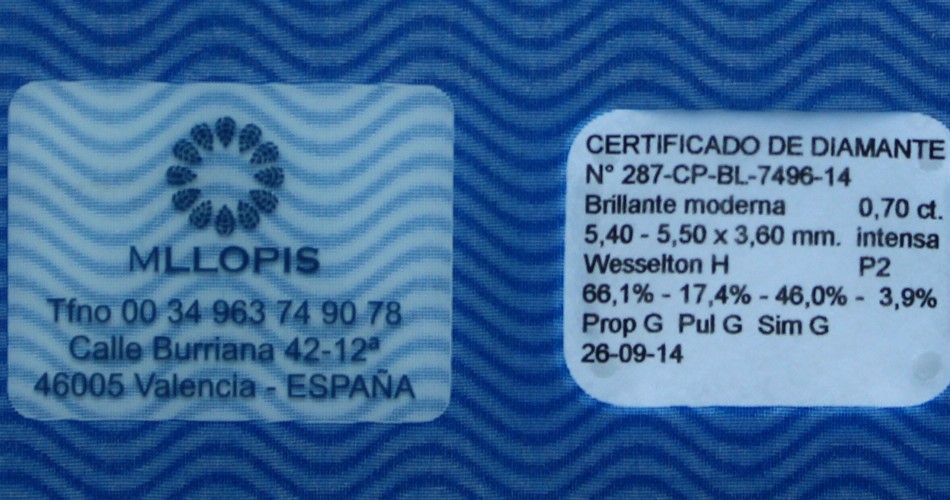 MLLOPIS
Tfno 00 34 963 74 90 78
Calle Burriana 42-12ª
46005 Valencia - ESPAÑA
CERTIFICADO DE DIAMANTE
N° 287-CP-BL-7496-14
Brillante moderna 0,70 ct.
5,40 - 5,50 x 3,60 mm. intensa
Wesselton H P2
66,1% - 17,4% - 46,0% - 3,9%
Prop G Pul G Sim G
26-09-14